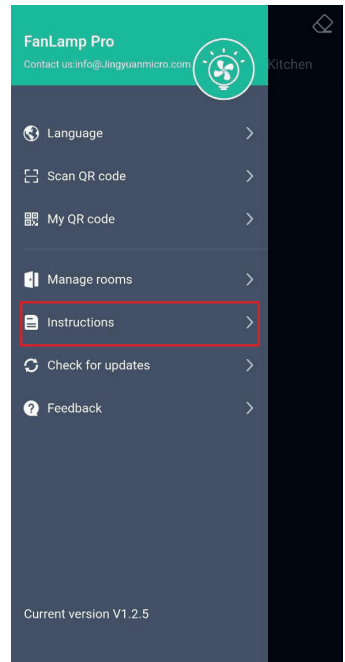 FanLamp Pro
Contact us:info@Jingyuanmicro.com
Kitchen
Language
Scan QR code
My QR code
Manage rooms
Instructions
Check for updates
Feedback
Current version V1.2.5